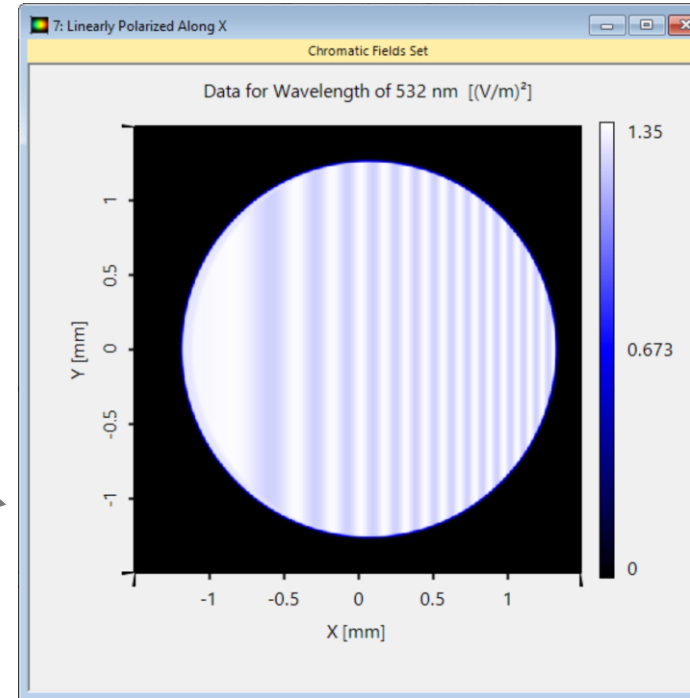 7: Linearly Polarized Along X
Chromatic Fields Set
Data for Wavelength of 532 nm [(V/m)²]
1.35
0.673
0
Y [mm]
1
0.5
0
-0.5
-1
-1
-0.5
0
0.5
1
X [mm]